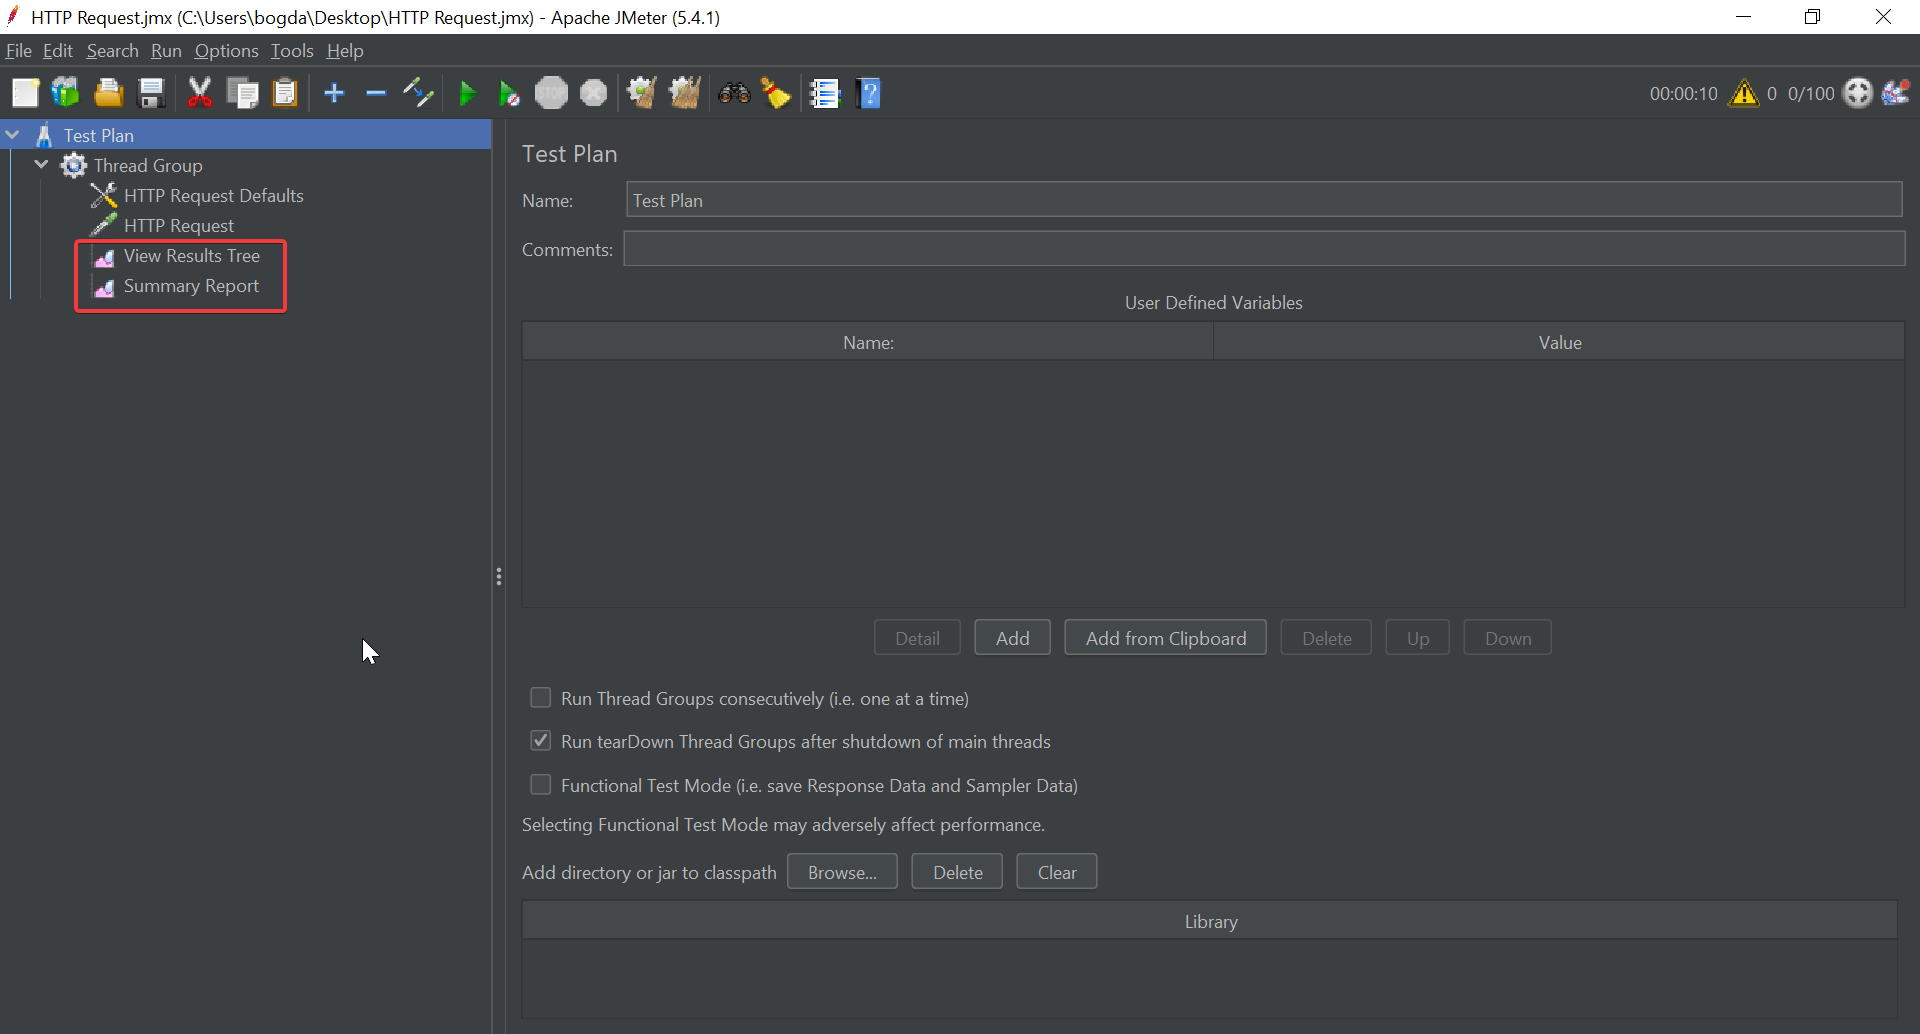 HTTP Request.jmx (C:\Users\bogda\Desktop\HTTP Request.jmx) - Apache JMeter (5.4.1)
File Edit Search Run Options Tools Help
STOP
?
00:00:10 0 0/100
Test Plan
Thread Group
HTTP Request Defaults
HTTP Request
View Results Tree
Summary Report
Test Plan
Name: Test Plan
Comments:
User Defined Variables
Name: Value
Detail Add Add from Clipboard Delete Up Down
Run Thread Groups consecutively (i.e. one at a time)
Run tearDown Thread Groups after shutdown of main threads
Functional Test Mode (i.e. save Response Data and Sampler Data)
Selecting Functional Test Mode may adversely affect performance.
Add directory or jar to classpath Browse... Delete Clear
Library